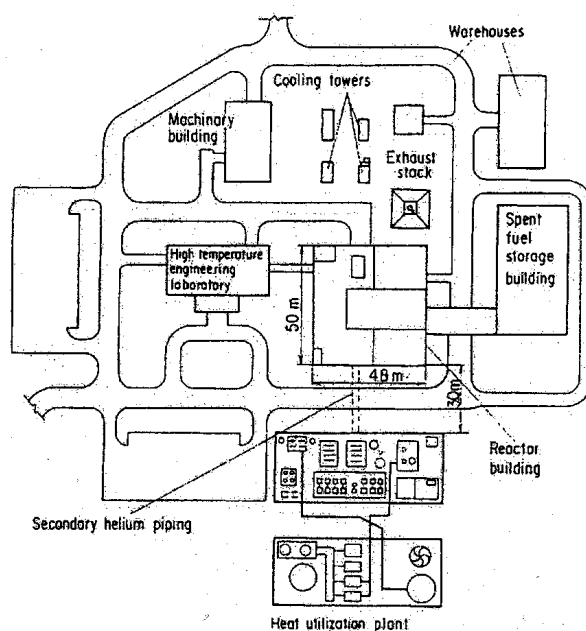 Warehouses
Cooling towers
Machinary
building
Exhaust
stack
Spent
fuel
storage
building
High temperature
engineering
laboratory
50 m
48 m
30m
Reactor
building
Secondary helium piping
Heat utilization plant